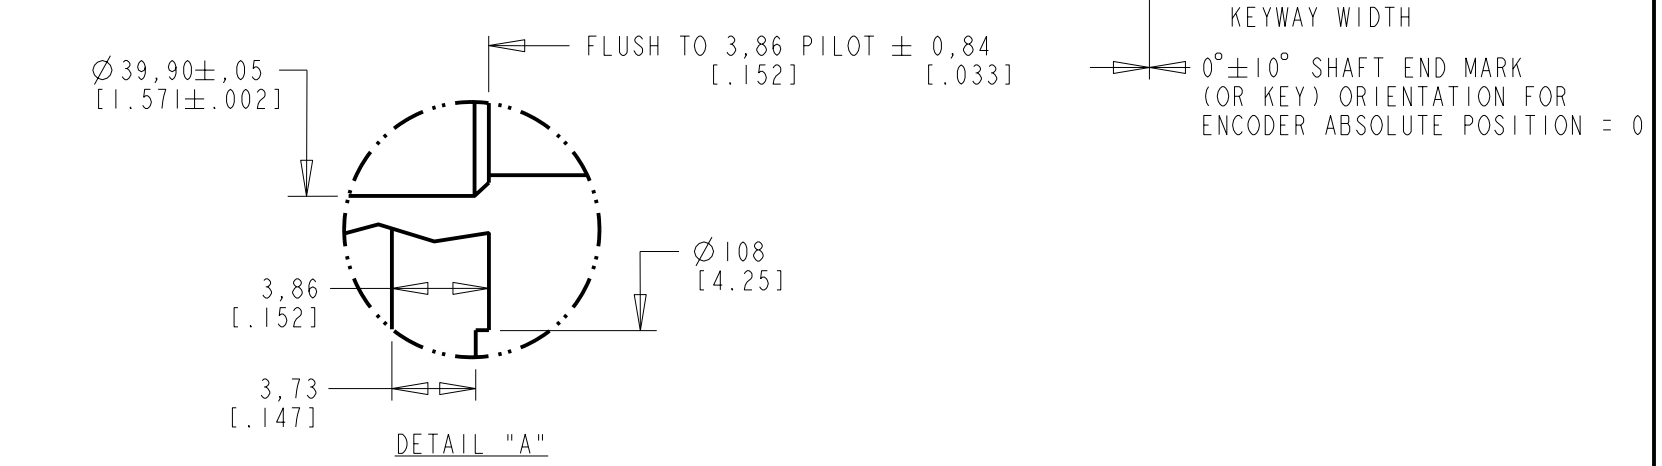 KEYWAY WIDTH
FLUSH TO 3,86 PILOT ± 0,84
[.152] [.033]
Ø39,90±,05
[1.571±.002]
0°±10° SHAFT END MARK
(OR KEY) ORIENTATION FOR
ENCODER ABSOLUTE POSITION = 0
Ø108
[4.25]
3,86
[.152]
3,73
[.147]
DETAIL "A"